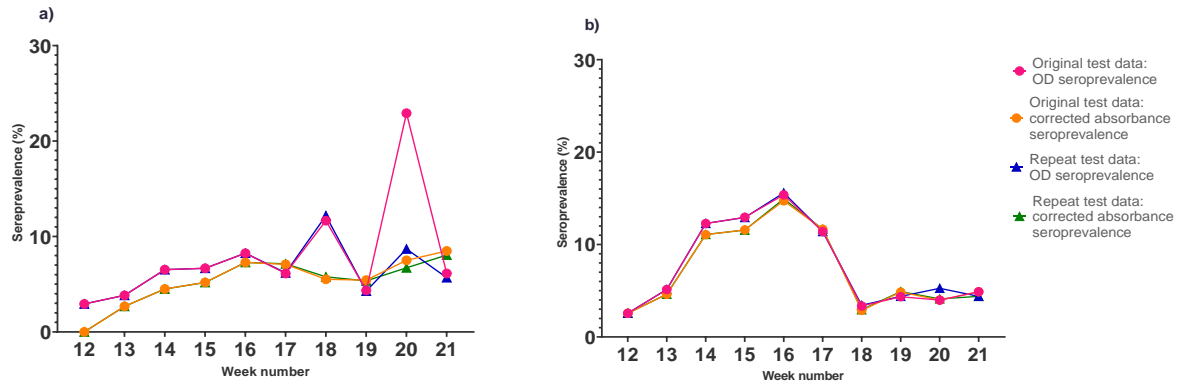 a)
30
20
10
0
Sereprevalence (%)
12 13 14 15 16 17 18 19 20 21
Week number
b)
30
20
10
0
Seroprevalence (%)
12 13 14 15 16 17 18 19 20 21
Week number
Original test data:
OD seroprevalence
Original test data:
corrected absorbance
seroprevalence
Repeat test data:
OD seroprevalence
Repeat test data:
corrected absorbance
seroprevalence